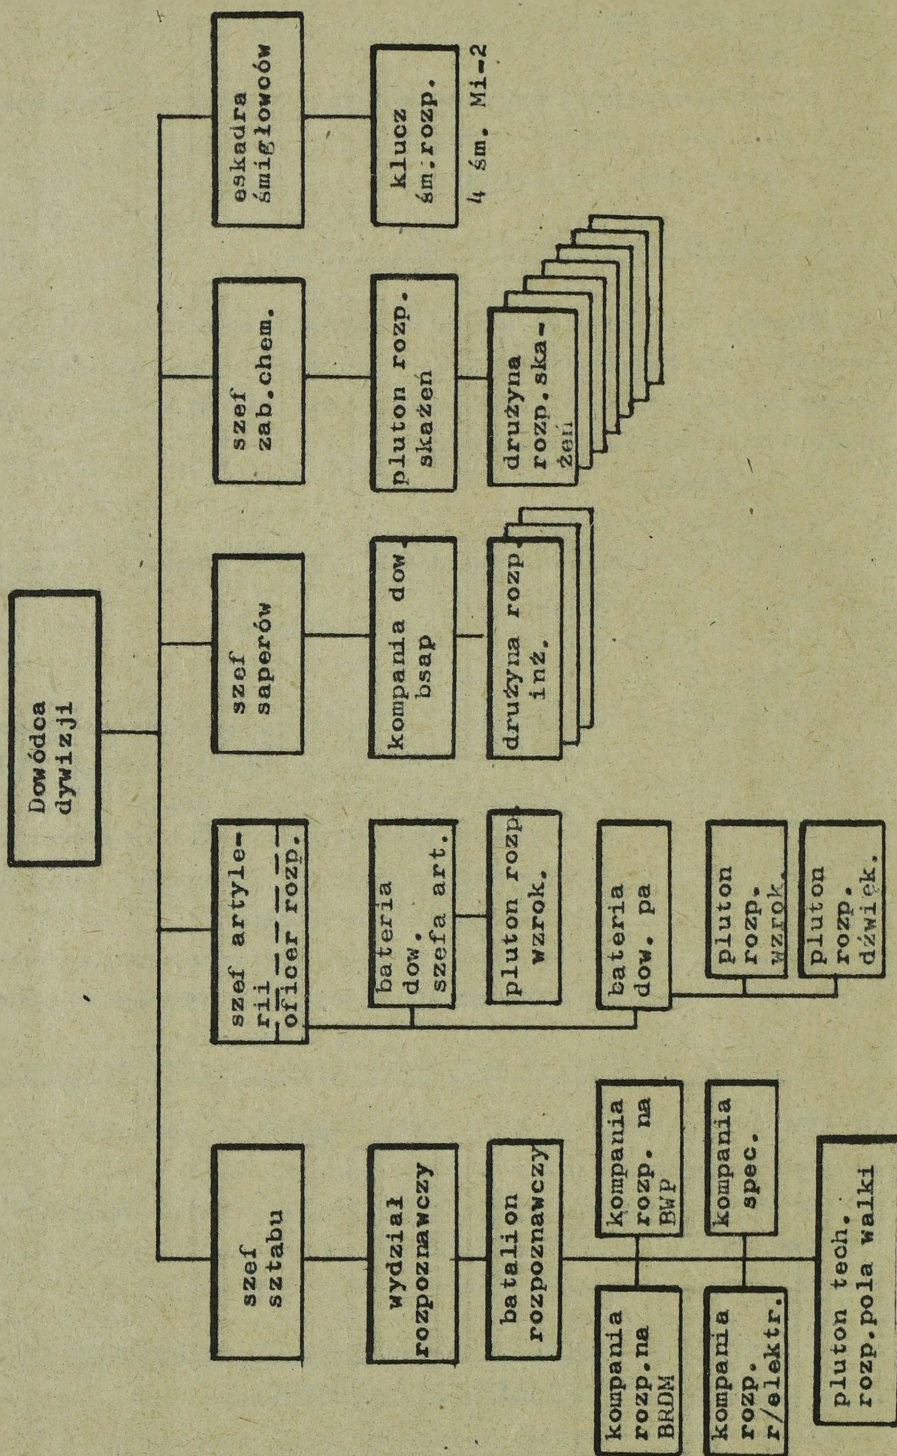 Dowódca
dywizji
szef
sztabu
wydział
rozpoznawczy
batalion
rozpoznawczy
kompania
rozp.na
BRDM
kompania
rozp. na
BWP
kompania
rozp.
r/elektr.
kompania
spec.
pluton tech.
rozp.pola walki
szef artyle-
rii
oficer rozp.
bateria
dow.
szefa art.
pluton rozp.
wzrok.
bateria
dow. pa
pluton
rozp.
wzrok.
pluton
rozp.
dźwięk.
szef
saperów
kompania dow
bsap
drużyna rozp
inż.
szef
zab.chem.
pluton rozp.
skażeń
drużyna
rozp.ska-
żeń
eskadra
śmigłowoów
klucz
śm.rozp.
4 śm. Mi-2